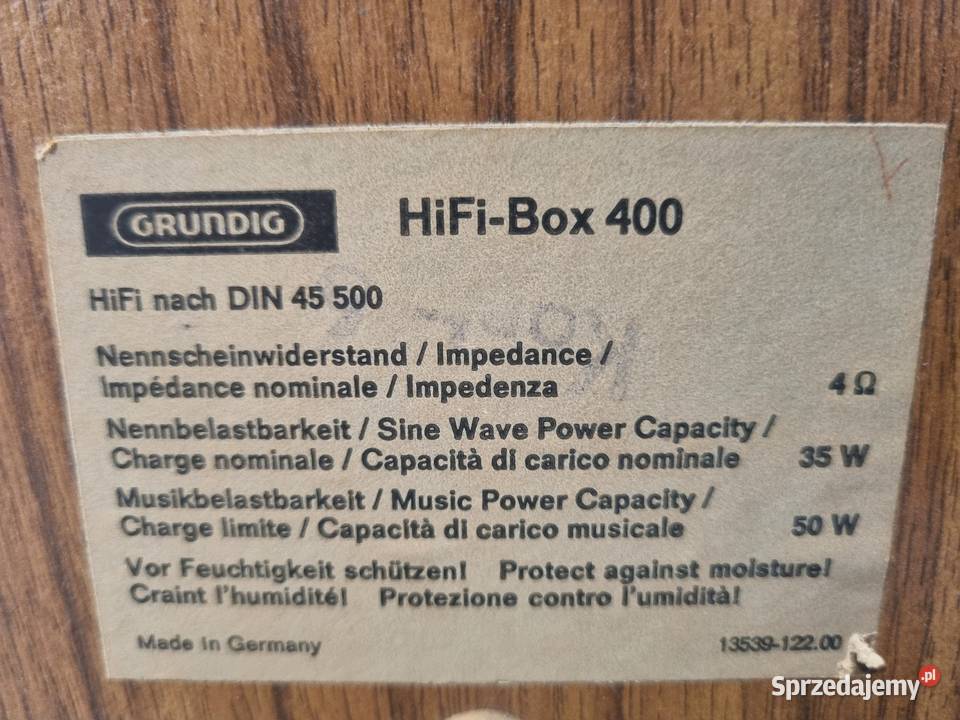 GRUNDIG
HiFi-Box 400
HiFi nach DIN 45 500
Nennscheinwiderstand / Impedance /
Impédance nominale / Impedenza 4 Ω
Nennbelastbarkeit / Sine Wave Power Capacity /
Charge nominale / Capacità di carico nominale 35 W
Musikbelastbarkeit / Music Power Capacity /
Charge limite / Capacità di carico musicale 50 W
Vor Feuchtigkeit schützen! Protect against moisture!
Craint l'humidité! Protezione contro l'umidità!
Made in Germany 13539-122.00
Sprzedajemy.pl